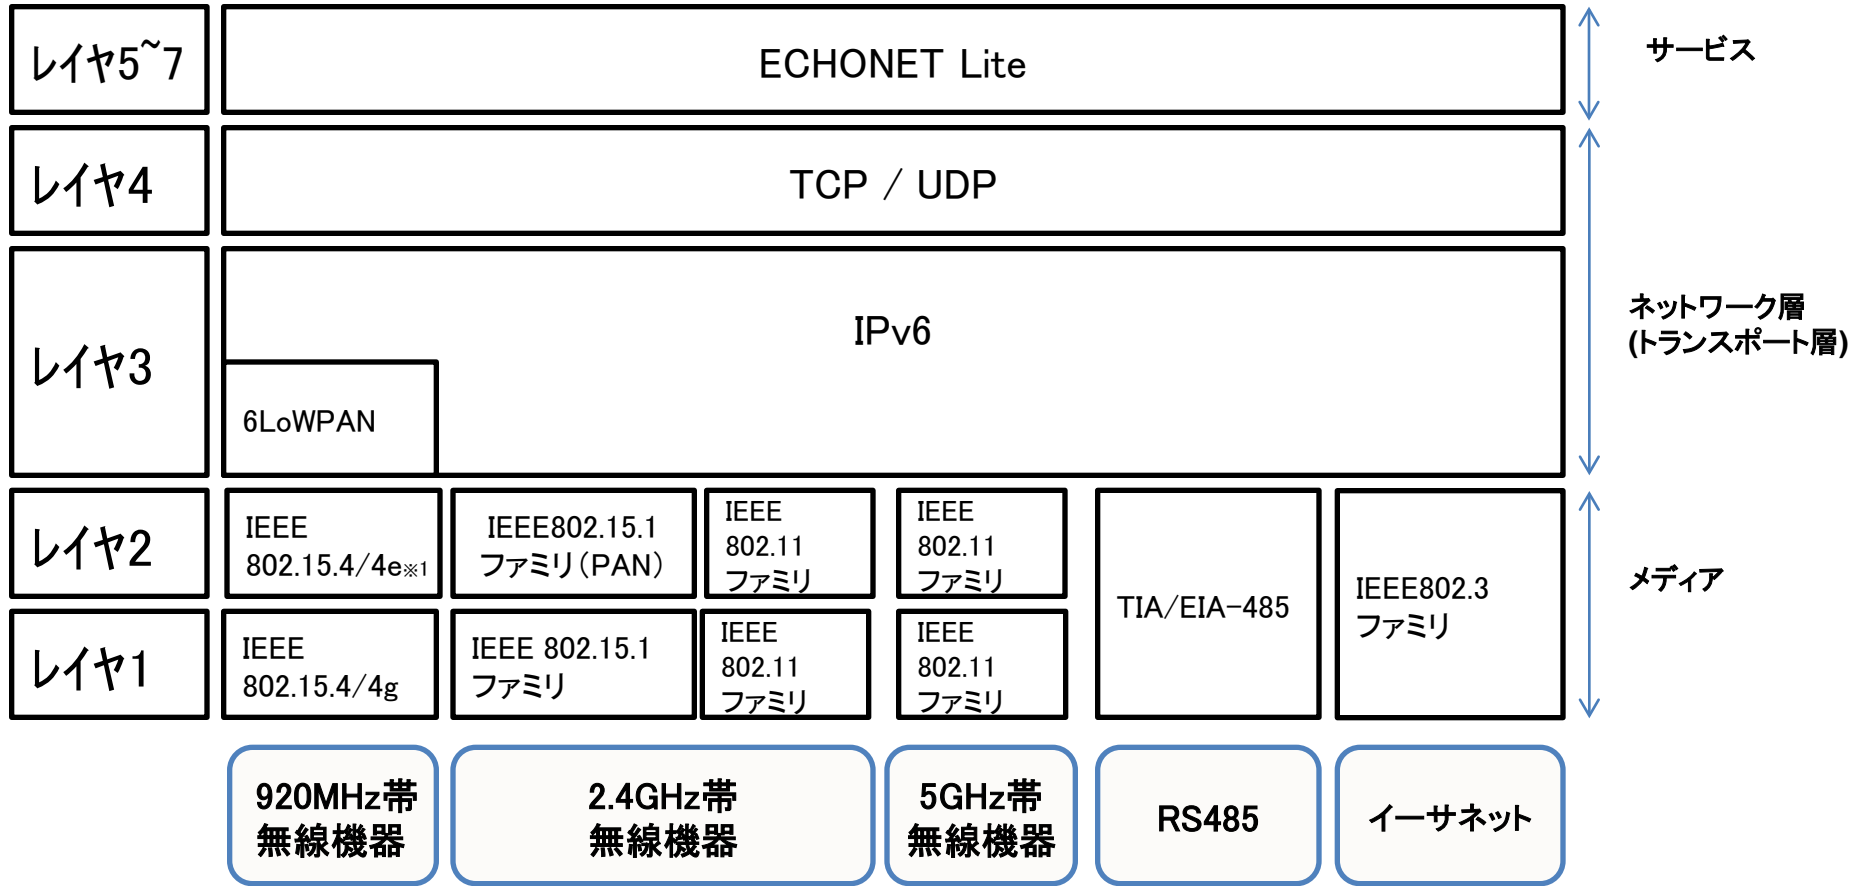 レイヤ5~7
ECHONET Lite
サービス
レイヤ4
TCP / UDP
レイヤ3
IPv6
6LoWPAN
ネットワーク層
(トランスポート層)
レイヤ2
IEEE
802.15.4/4e※1
IEEE802.15.1
ファミリ(PAN)
IEEE
802.11
ファミリ
IEEE
802.11
ファミリ
TIA/EIA-485
IEEE802.3
ファミリ
メディア
レイヤ1
IEEE
802.15.4/4g
IEEE 802.15.1
ファミリ
IEEE
802.11
ファミリ
IEEE
802.11
ファミリ
920MHz帯
無線機器
2.4GHz帯
無線機器
5GHz帯
無線機器
RS485
イーサネット